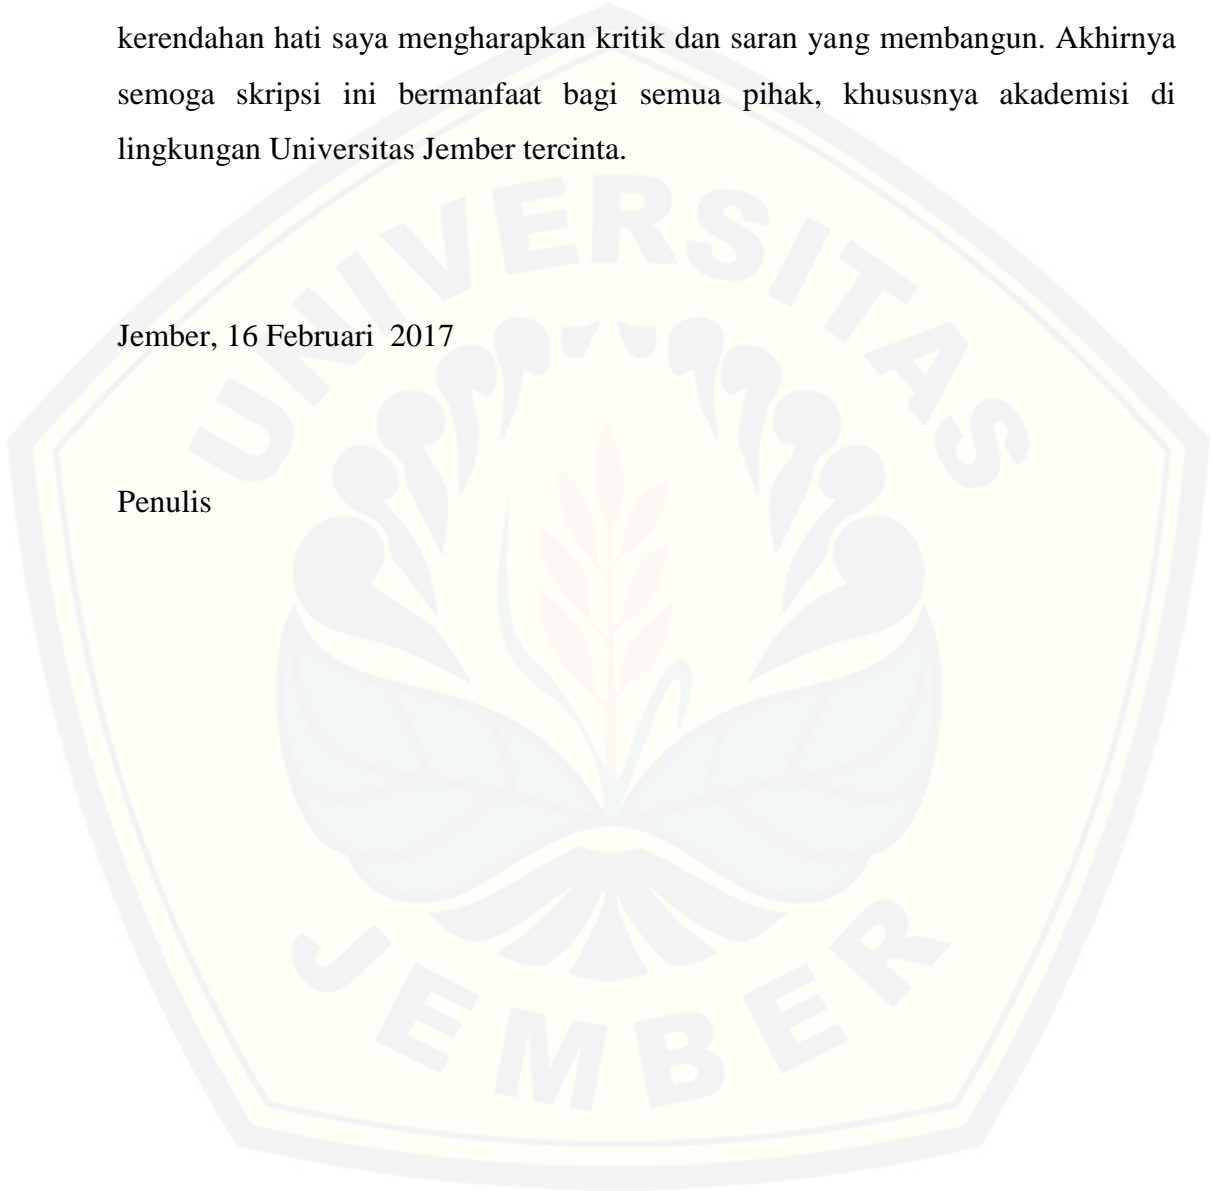 kerendahan hati saya mengharapkan kritik dan saran yang membangun. Akhirnya
semoga skripsi ini bermanfaat bagi semua pihak, khususnya akademisi di
lingkungan Universitas Jember tercinta.
UNIVERSITAS
Jember, 16 Februari  2017
Penulis
JEMBER